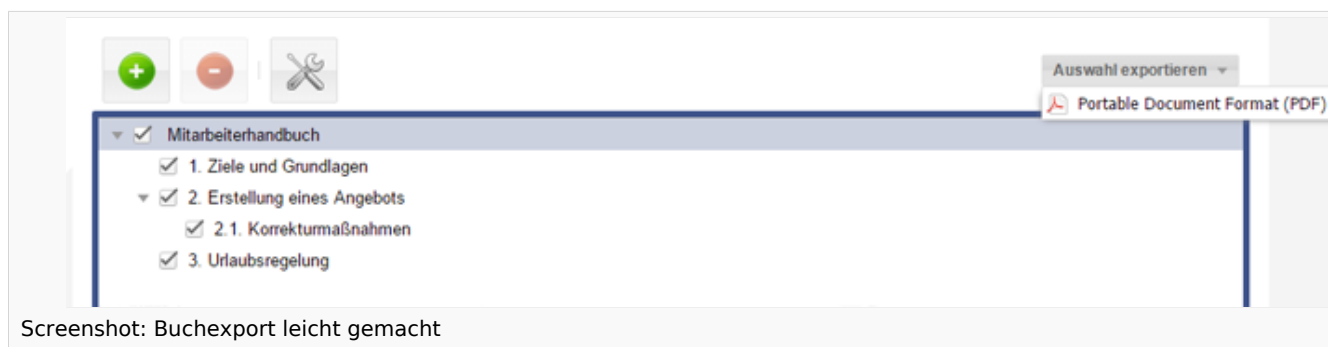 Auswahl exportieren
Portable Document Format (PDF)
Mitarbeiterhandbuch
1. Ziele und Grundlagen
2. Erstellung eines Angebots
2.1. Korrekturmaßnahmen
3. Urlaubsregelung
Screenshot: Buchexport leicht gemacht